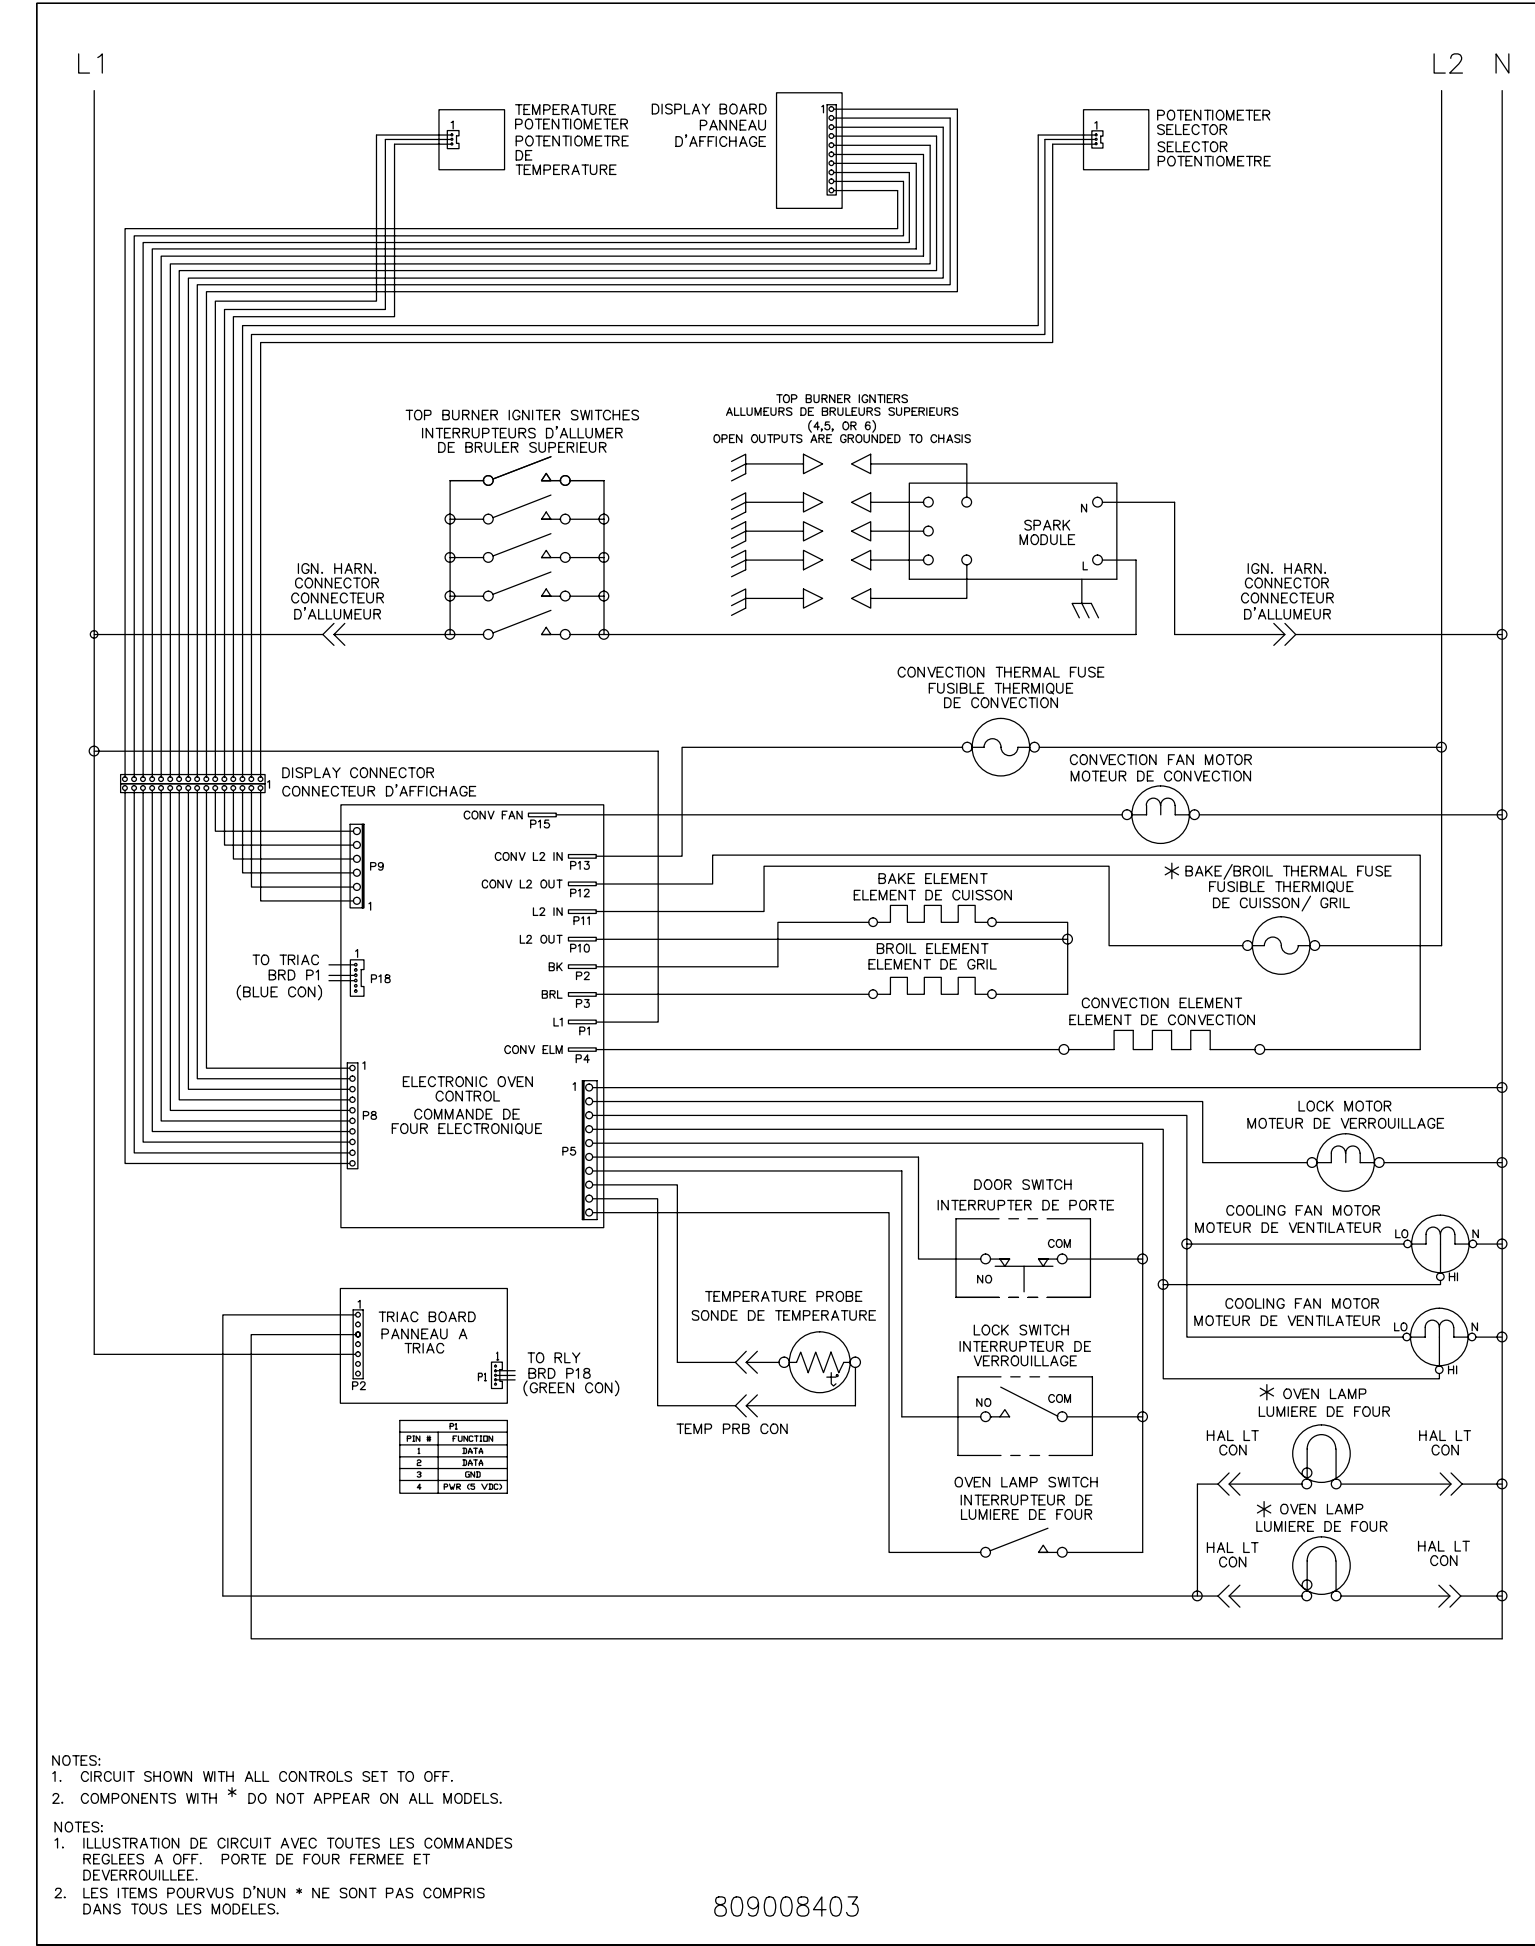 L1
L2 N
TEMPERATURE
POTENTIOMETER
POTENTIOMETRE
DE
TEMPERATURE
1
DISPLAY BOARD
PANNEAU
D'AFFICHAGE
1
POTENTIOMETER
SELECTOR
SELECTOR
POTENTIOMETRE
1
TOP BURNER IGNITER SWITCHES
INTERRUPTEURS D'ALLUMER
DE BRULER SUPERIEUR
TOP BURNER IGNTIERS
ALLUMEURS DE BRULEURS SUPERIEURS
(4,5, OR 6)
OPEN OUTPUTS ARE GROUNDED TO CHASIS
N
SPARK
MODULE
L
IGN. HARN.
CONNECTOR
CONNECTEUR
D'ALLUMEUR
IGN. HARN.
CONNECTOR
CONNECTEUR
D'ALLUMEUR
CONVECTION THERMAL FUSE
FUSIBLE THERMIQUE
DE CONVECTION
CONVECTION FAN MOTOR
MOTEUR DE CONVECTION
DISPLAY CONNECTOR
CONNECTEUR D'AFFICHAGE
1
CONV FAN
P15
CONV L2 IN
P13
CONV L2 OUT
P12
L2 IN
P11
L2 OUT
P10
BK
P2
BRL
P3
L1
P1
CONV ELM
P4
P9
1
TO TRIAC
BRD P1
(BLUE CON)
1
P18
BAKE ELEMENT
ELEMENT DE CUISSON
BROIL ELEMENT
ELEMENT DE GRIL
* BAKE/BROIL THERMAL FUSE
FUSIBLE THERMIQUE
DE CUISSON/ GRIL
CONVECTION ELEMENT
ELEMENT DE CONVECTION
1
P8
ELECTRONIC OVEN
CONTROL
COMMANDE DE
FOUR ELECTRONIQUE
1
P5
LOCK MOTOR
MOTEUR DE VERROUILLAGE
DOOR SWITCH
INTERRUPTER DE PORTE
COM
NO
COOLING FAN MOTOR
MOTEUR DE VENTILATEUR
LO
N
HI
COOLING FAN MOTOR
MOTEUR DE VENTILATEUR
LO
N
HI
1
TRIAC BOARD
PANNEAU A
TRIAC
P2
1
P1
TO RLY
BRD P18
(GREEN CON)
TEMPERATURE PROBE
SONDE DE TEMPERATURE
t
TEMP PRB CON
LOCK SWITCH
INTERRUPTEUR DE
VERROUILLAGE
NO
COM
P1
PIN # FUNCTION
1 DATA
2 DATA
3 GND
4 PWR (5 VDC)
OVEN LAMP SWITCH
INTERRUPTEUR DE
LUMIERE DE FOUR
* OVEN LAMP
LUMIERE DE FOUR
HAL LT
CON
HAL LT
CON
* OVEN LAMP
LUMIERE DE FOUR
HAL LT
CON
HAL LT
CON
NOTES:
1. CIRCUIT SHOWN WITH ALL CONTROLS SET TO OFF.
2. COMPONENTS WITH * DO NOT APPEAR ON ALL MODELS.
NOTES:
1. ILLUSTRATION DE CIRCUIT AVEC TOUTES LES COMMANDES
REGLEES A OFF. PORTE DE FOUR FERMEE ET
DEVERROUILLEE.
2. LES ITEMS POURVUS D'NUN * NE SONT PAS COMPRIS
DANS TOUS LES MODELES.
809008403